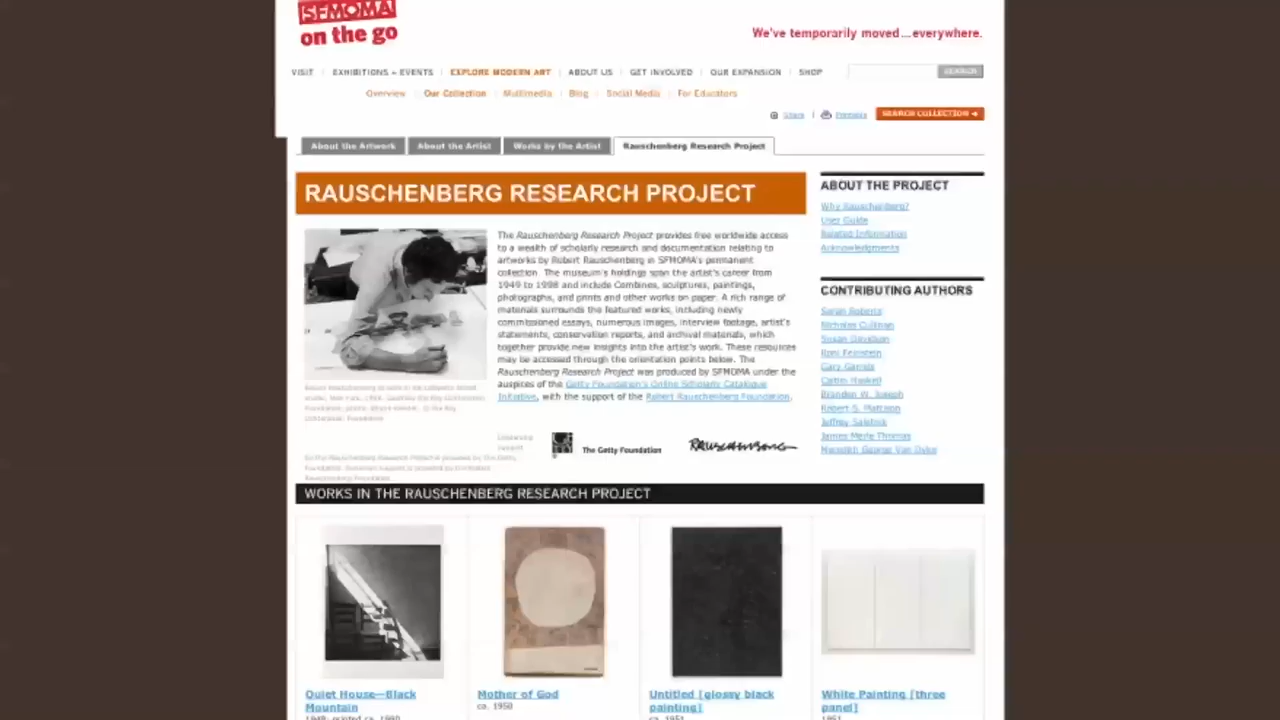 SFMOMA
on the go
We've temporarily moved...everywhere.
VISIT
EXHIBITIONS + EVENTS
EXPLORE MODERN ART
ABOUT US
GET INVOLVED
OUR EXPANSION
SHOP
SEARCH
Overview
Our Collection
Multimedia
Blog
Social Media
For Educators
Share
Printable
SEARCH COLLECTION
About the Artwork
About the Artist
Works by the Artist
Rauschenberg Research Project
RAUSCHENBERG RESEARCH PROJECT
The Rauschenberg Research Project provides free worldwide access
to a wealth of scholarly research and documentation relating to
artworks by Robert Rauschenberg in SFMOMA's permanent
collection. The museum's holdings span the artist's career from
1949 to 1998 and include Combines, sculptures, paintings,
photographs, and prints and other works on paper. A rich range of
materials surrounds the featured works, including newly
commissioned essays, numerous images, interview footage, artist's
statements, conservation reports, and archival materials, which
together provide new insights into the artist's work. These resources
may be accessed through the orientation points below. The
Rauschenberg Research Project was produced by SFMOMA under the
auspices of the Getty Foundation's Online Scholarly Catalogue
Initiative, with the support of the Robert Rauschenberg Foundation.
The Getty Foundation
RAUSCHENBERG
ABOUT THE PROJECT
Why Rauschenberg?
User Guide
Related Information
Acknowledgments
CONTRIBUTING AUTHORS
Sarah Roberts
Nicholas Cullinan
Susan Davidson
Roni Feinstein
Gary Garrels
Caitlin Haskell
Branden W. Joseph
Robert S. Mattison
Jeffrey Saletnik
James Merle Thomas
Meredith George Van Dyke
WORKS IN THE RAUSCHENBERG RESEARCH PROJECT
Quiet House—Black
Mountain
1949; printed ca. 1990
Mother of God
ca. 1950
Untitled [glossy black
painting]
ca. 1951
White Painting [three
panel]
1951